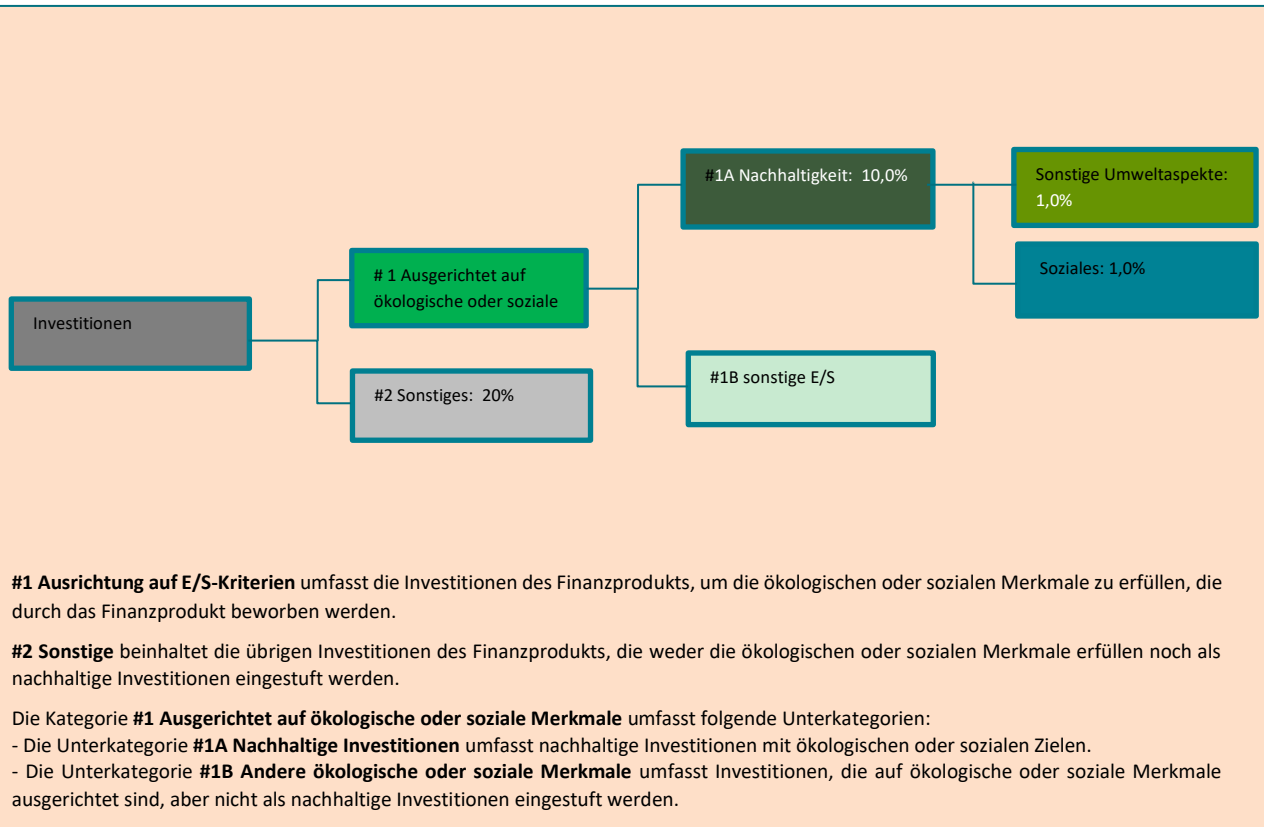 #1A Nachhaltigkeit: 10,0%
Sonstige Umweltaspekte:
1,0%
# 1 Ausgerichtet auf
ökologische oder soziale
Soziales: 1,0%
Investitionen
#2 Sonstiges: 20%
#1B sonstige E/S
#1 Ausrichtung auf E/S-Kriterien umfasst die Investitionen des Finanzprodukts, um die ökologischen oder sozialen Merkmale zu erfüllen, die
durch das Finanzprodukt beworben werden.
#2 Sonstige beinhaltet die übrigen Investitionen des Finanzprodukts, die weder die ökologischen oder sozialen Merkmale erfüllen noch als
nachhaltige Investitionen eingestuft werden.
Die Kategorie #1 Ausgerichtet auf ökologische oder soziale Merkmale umfasst folgende Unterkategorien:
- Die Unterkategorie #1A Nachhaltige Investitionen umfasst nachhaltige Investitionen mit ökologischen oder sozialen Zielen.
- Die Unterkategorie #1B Andere ökologische oder soziale Merkmale umfasst Investitionen, die auf ökologische oder soziale Merkmale
ausgerichtet sind, aber nicht als nachhaltige Investitionen eingestuft werden.